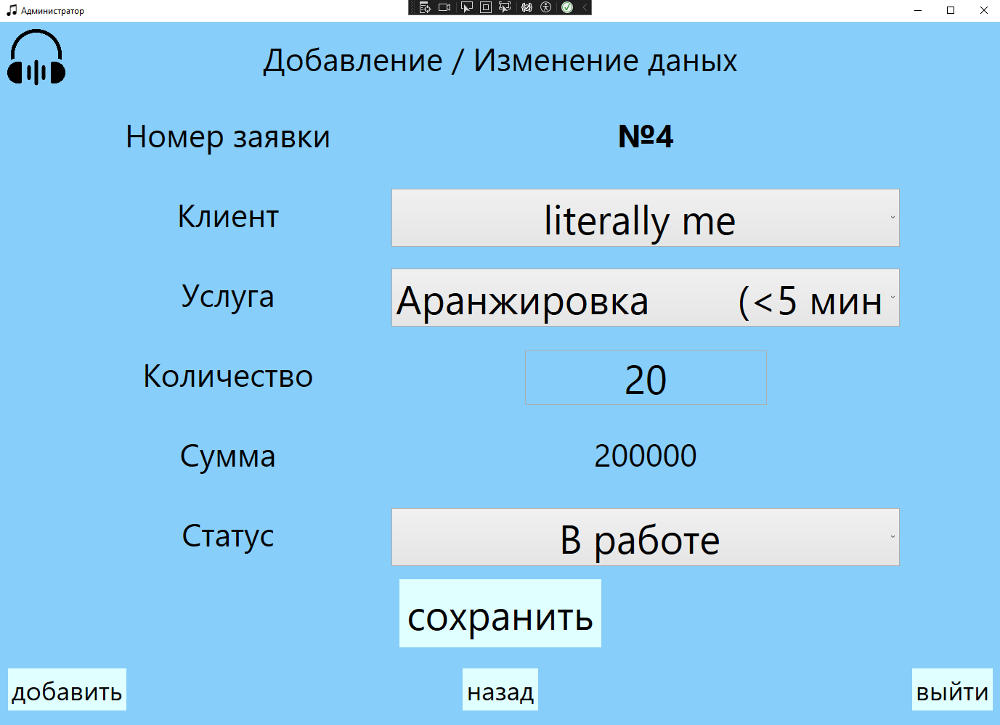 Администратор
Добавление / Изменение даных
Номер заявки №4
Клиент literally me
Услуга Аранжировка (<5 мин
Количество 20
Сумма 200000
Статус В работе
сохранить
добавить назад выйти